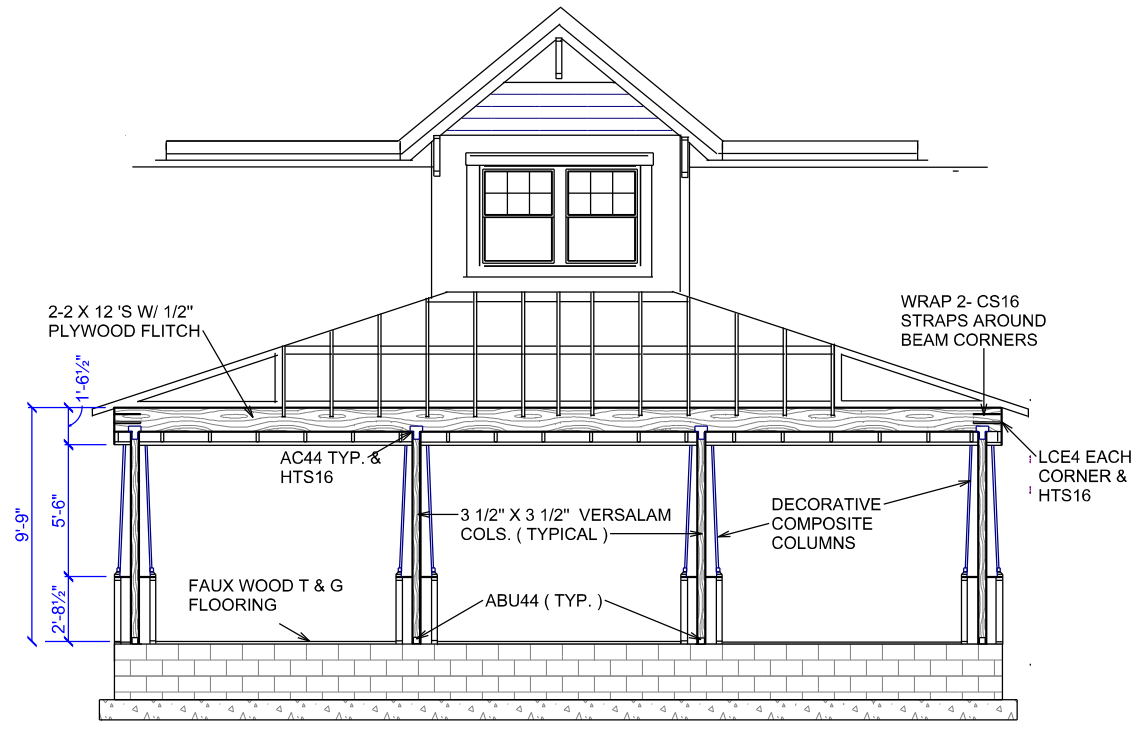 2-2 X 12 'S W/ 1/2"
PLYWOOD FLITCH
WRAP 2- CS16
STRAPS AROUND
BEAM CORNERS
1'-6½"
AC44 TYP. &
HTS16
LCE4 EACH
CORNER &
HTS16
9'-9"
5'-6"
3 1/2" X 3 1/2" VERSALAM
COLS. ( TYPICAL )
DECORATIVE
COMPOSITE
COLUMNS
2'-8½"
FAUX WOOD T & G
FLOORING
ABU44 ( TYP. )